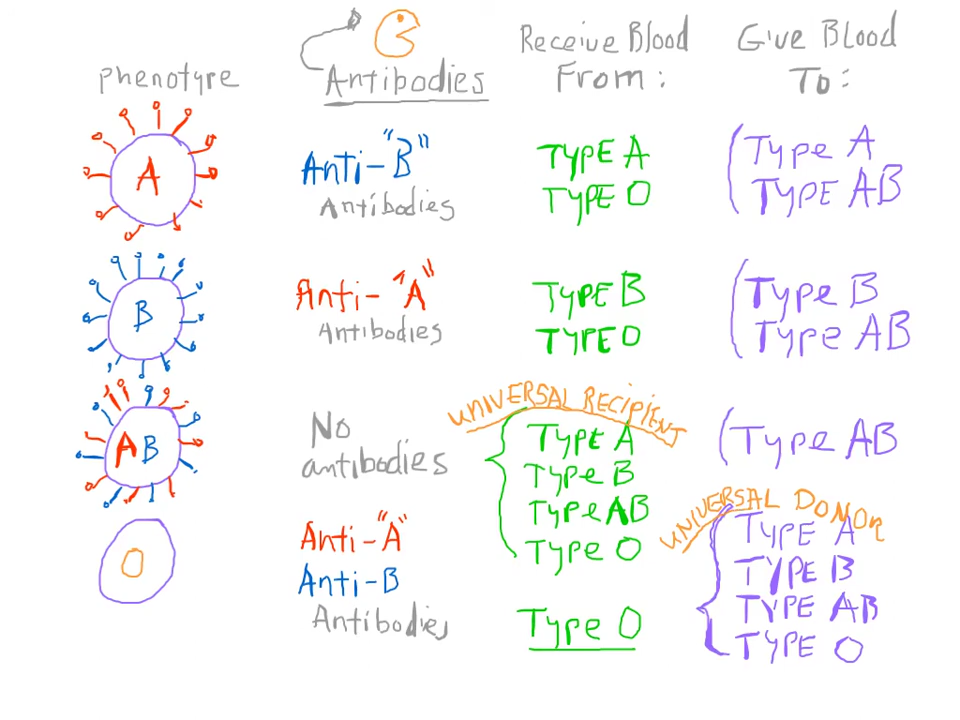 Phenotype
Antibodies
Receive Blood
From:
Give Blood
To:
A
Anti-"B"
Antibodies
TYPE A
TYPE O
Type A
TYPE AB
B
Anti-"A"
Antibodies
TYPE B
TYPE O
Type B
Type AB
AB
No
antibodies
UNIVERSAL RECIPIENT
TYPE A
Type B
Type AB
Type O
Type AB
O
Anti-"A"
Anti-B
Antibodies
Type O
UNIVERSAL DONOR
TYPE A
TYPE B
TYPE AB
TYPE O